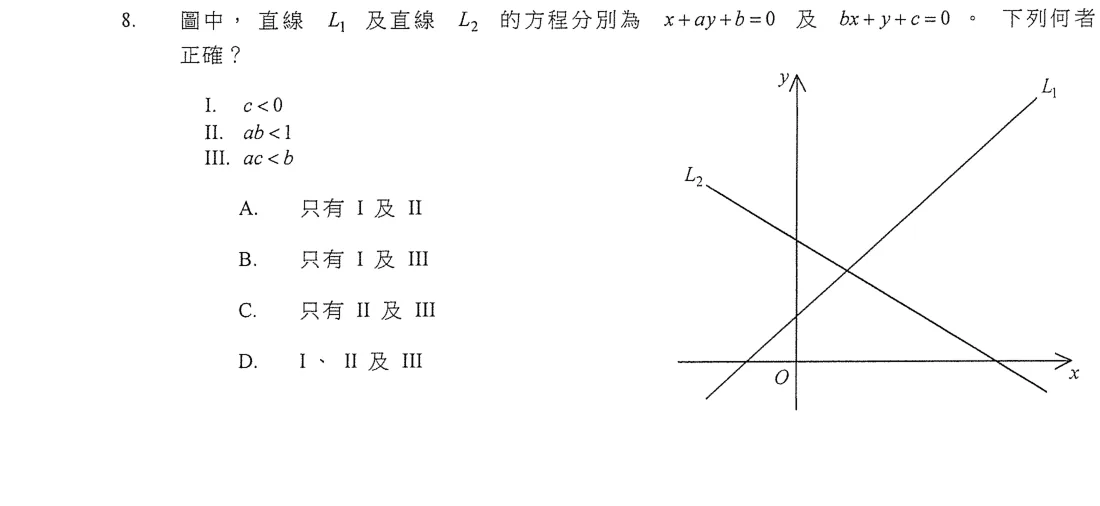 8. 圖中， 直線 L₁ 及直線 L₂ 的方程分別為 x+ay+b=0 及 bx+y+c=0 。 下列何者
正確？
I. c<0
II. ab<1
III. ac<b
A. 只有 I 及 II
B. 只有 I 及 III
C. 只有 II 及 III
D. I 、 II 及 III
y
L₁
L₂
O
x